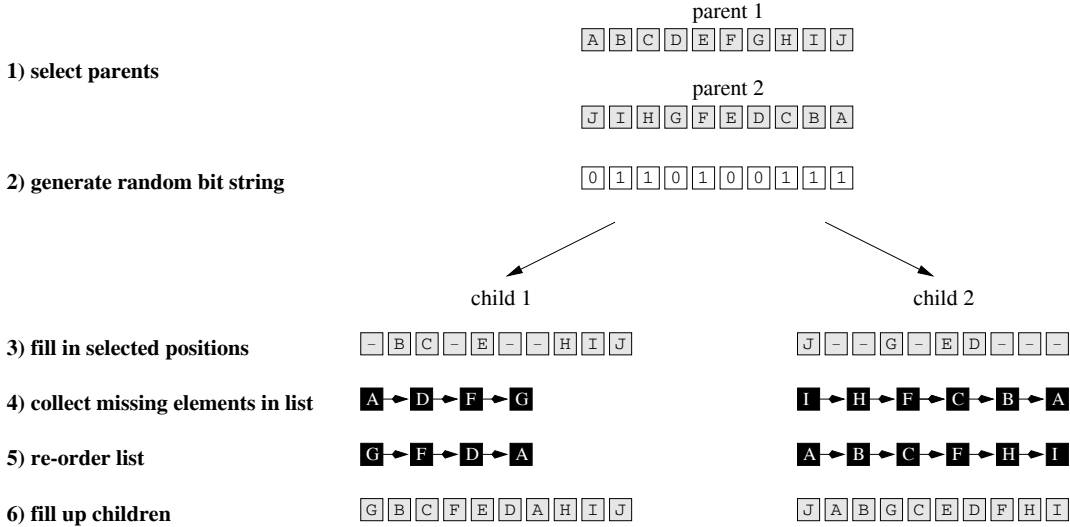 parent 1
A B C D E F G H I J
1) select parents
parent 2
J I H G F E D C B A
2) generate random bit string
0 1 1 0 1 0 0 1 1 1
child 1 child 2
3) fill in selected positions - B C - E - - H I J J - - G - E D - - -
4) collect missing elements in list A D F G I H F C B A
5) re-order list G F D A A B C F H I
6) fill up children G B C F E D A H I J J A B G C E D F H I